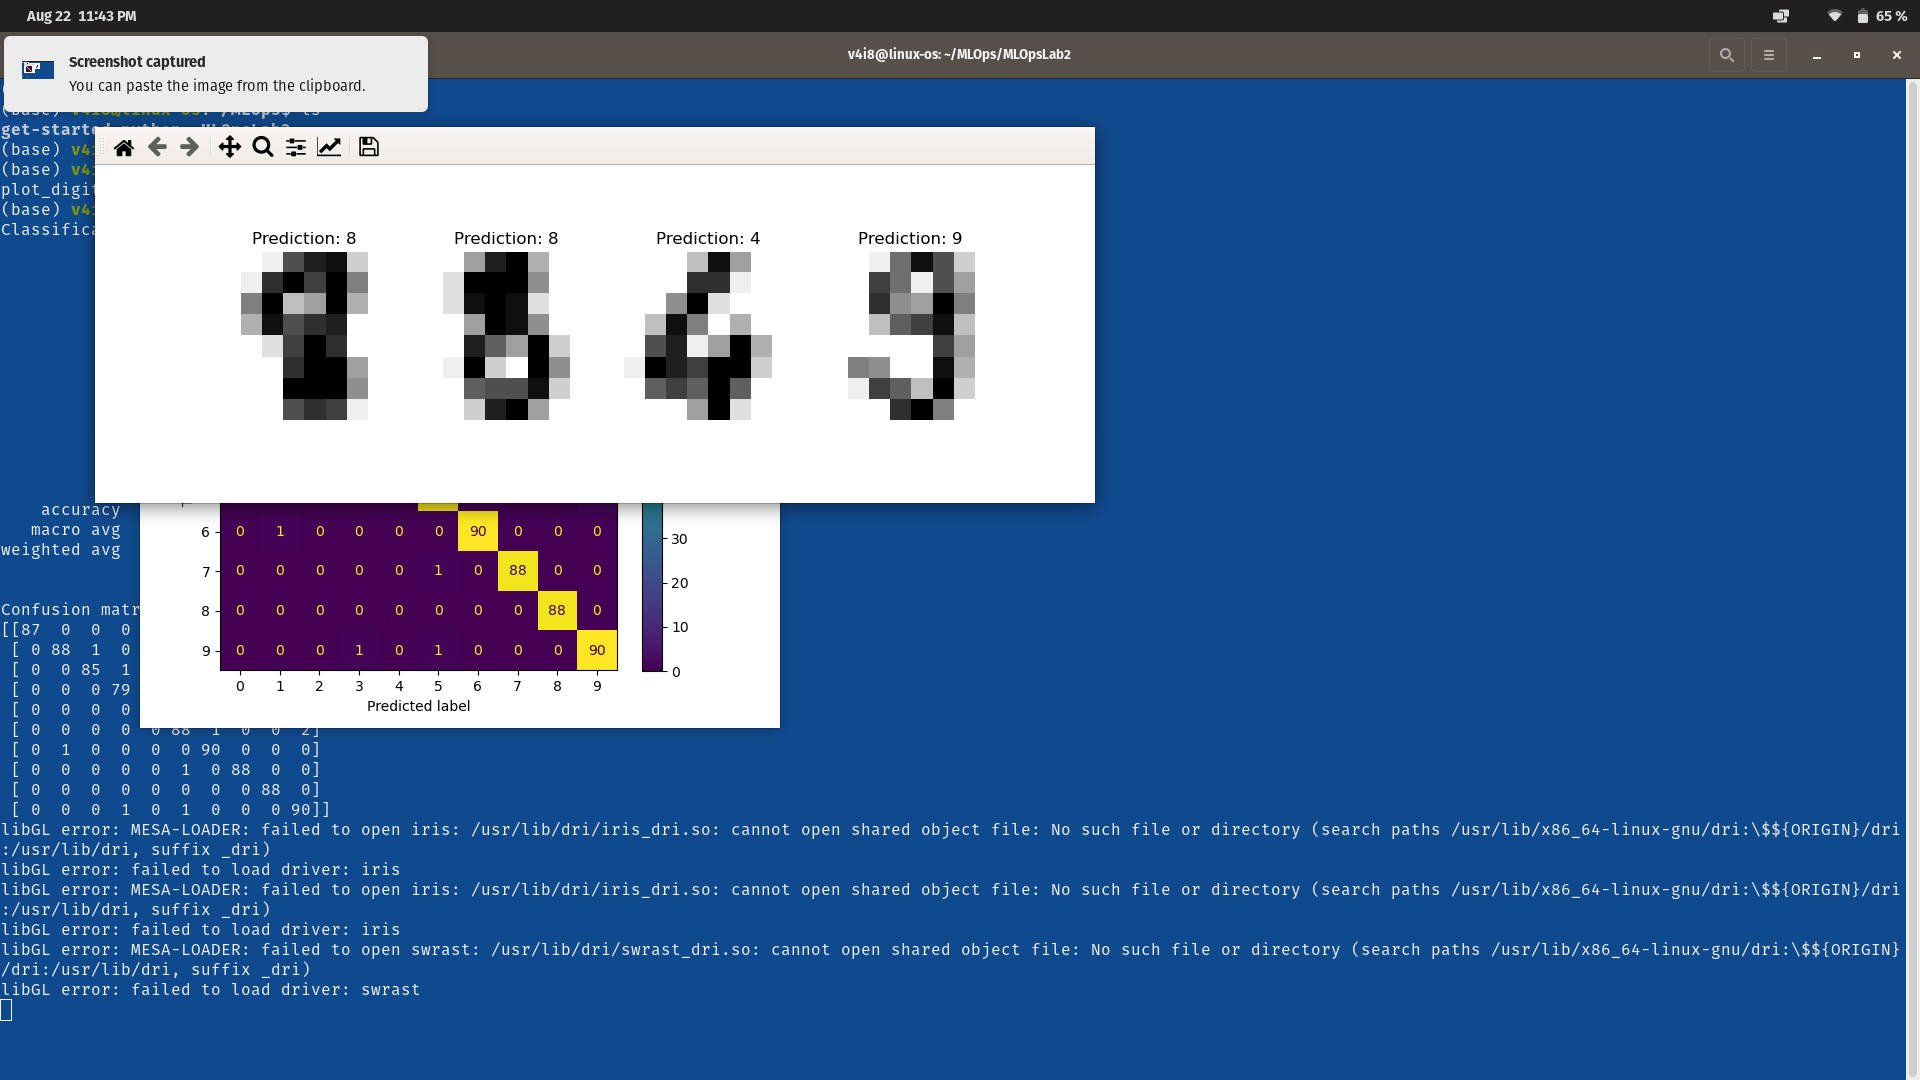 Aug 22 11:43 PM
65 %
Screenshot captured
You can paste the image from the clipboard.
v4i8@linux-os: ~/MLOps/MLOpsLab2
get-started
(base) v4i
(base) v4i
plot_digit
(base) v4i
Classifica
Prediction: 8 Prediction: 8 Prediction: 4 Prediction: 9
accuracy
macro avg
weighted avg
6 0 1 0 0 0 0 90 0 0 0
7 0 0 0 0 0 1 0 88 0 0
8 0 0 0 0 0 0 0 0 88 0
9 0 0 0 1 0 1 0 0 0 90
0 1 2 3 4 5 6 7 8 9
Predicted label
30
20
10
0
Confusion matr
[[87 0 0 0
[ 0 88 1 0
[ 0 0 85 1
[ 0 0 0 79
[ 0 0 0 0
[ 0 0 0 0 0 88 1 0 0 2]
[ 0 1 0 0 0 0 90 0 0 0]
[ 0 0 0 0 0 1 0 88 0 0]
[ 0 0 0 0 0 0 0 0 88 0]
[ 0 0 0 1 0 1 0 0 0 90]]
libGL error: MESA-LOADER: failed to open iris: /usr/lib/dri/iris_dri.so: cannot open shared object file: No such file or directory (search paths /usr/lib/x86_64-linux-gnu/dri:\$${ORIGIN}/dri
:/usr/lib/dri, suffix _dri)
libGL error: failed to load driver: iris
libGL error: MESA-LOADER: failed to open iris: /usr/lib/dri/iris_dri.so: cannot open shared object file: No such file or directory (search paths /usr/lib/x86_64-linux-gnu/dri:\$${ORIGIN}/dri
:/usr/lib/dri, suffix _dri)
libGL error: failed to load driver: iris
libGL error: MESA-LOADER: failed to open swrast: /usr/lib/dri/swrast_dri.so: cannot open shared object file: No such file or directory (search paths /usr/lib/x86_64-linux-gnu/dri:\$${ORIGIN}
/dri:/usr/lib/dri, suffix _dri)
libGL error: failed to load driver: swrast